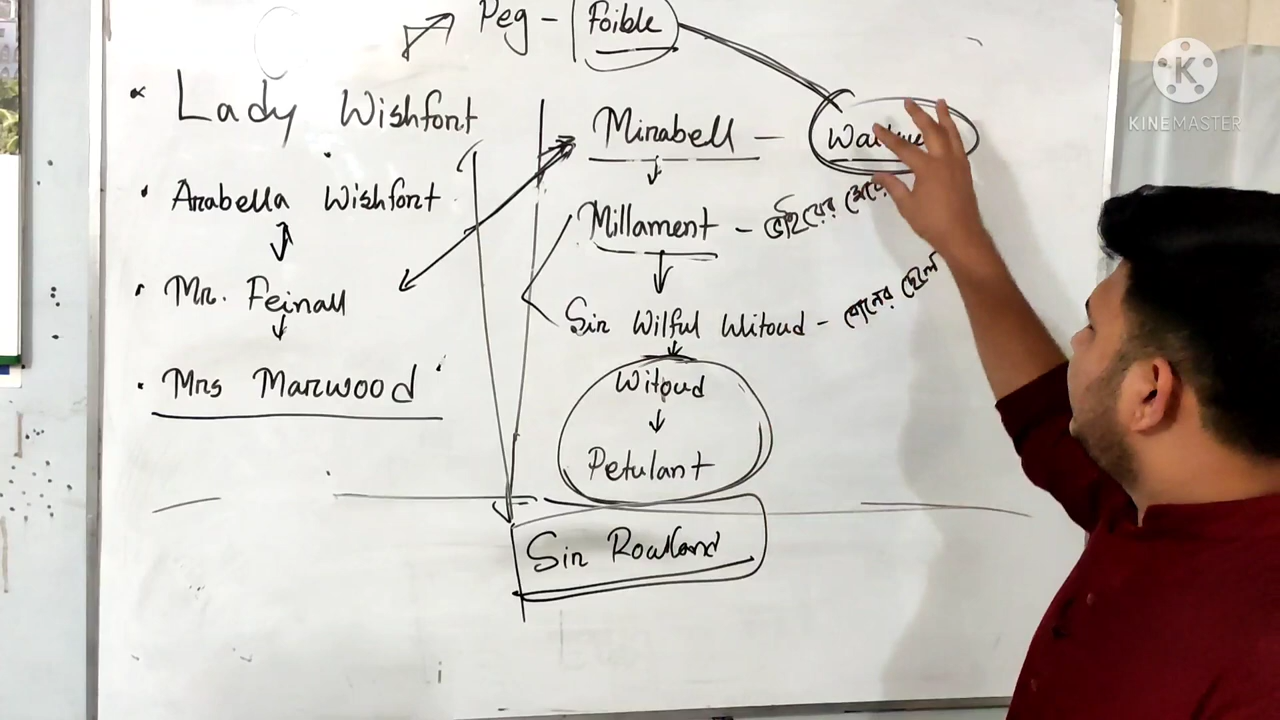 Peg - Foible
Lady Wishfort
Mirabell -
Arabella Wishfort
Millament - ভাইয়ের মেয়ে
Mr. Feinall
Sir Wilful Witoud - বোনের ছেলে
Mrs Marwood
Witoud
Petulant
Sir Rowland
K
KINEMASTER